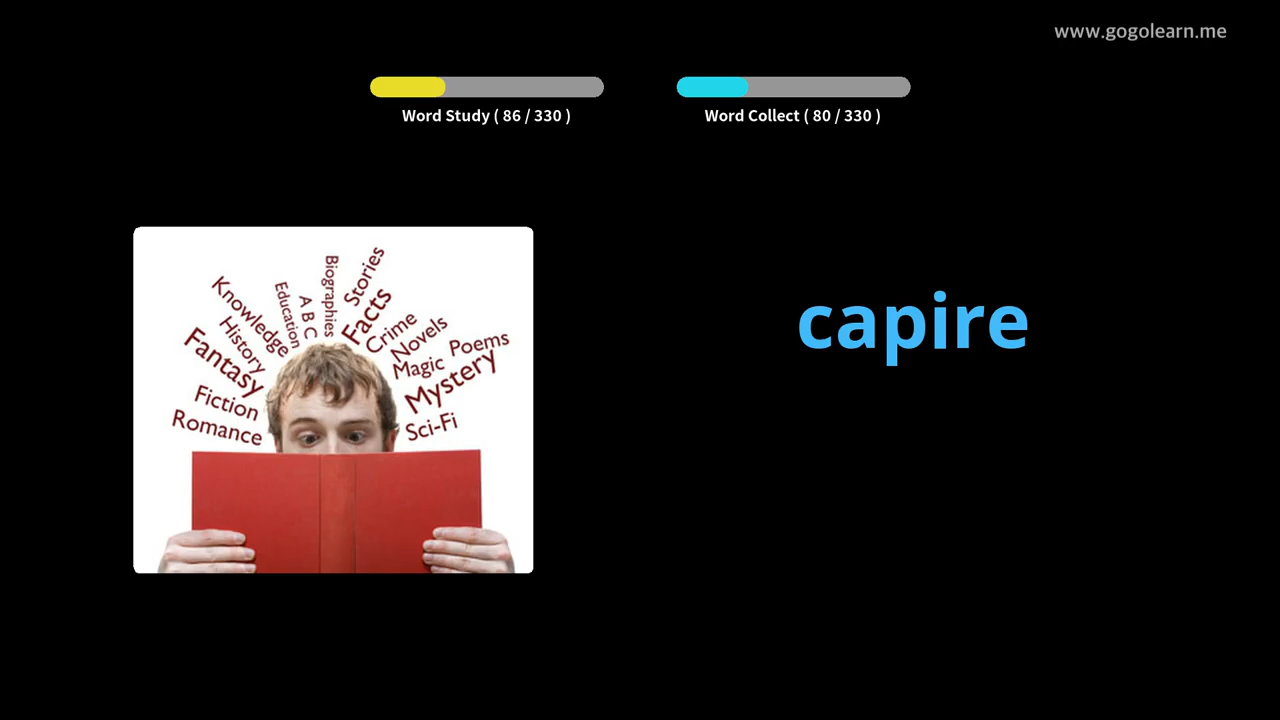 www.gogolearn.me
Word Study ( 86 / 330 )
Word Collect ( 80 / 330 )
capire
Biographies
Stories
Education
A B C
Facts
Knowledge
Crime
History
Novels
Poems
Fantasy
Magic
Mystery
Fiction
Romance
Sci-Fi